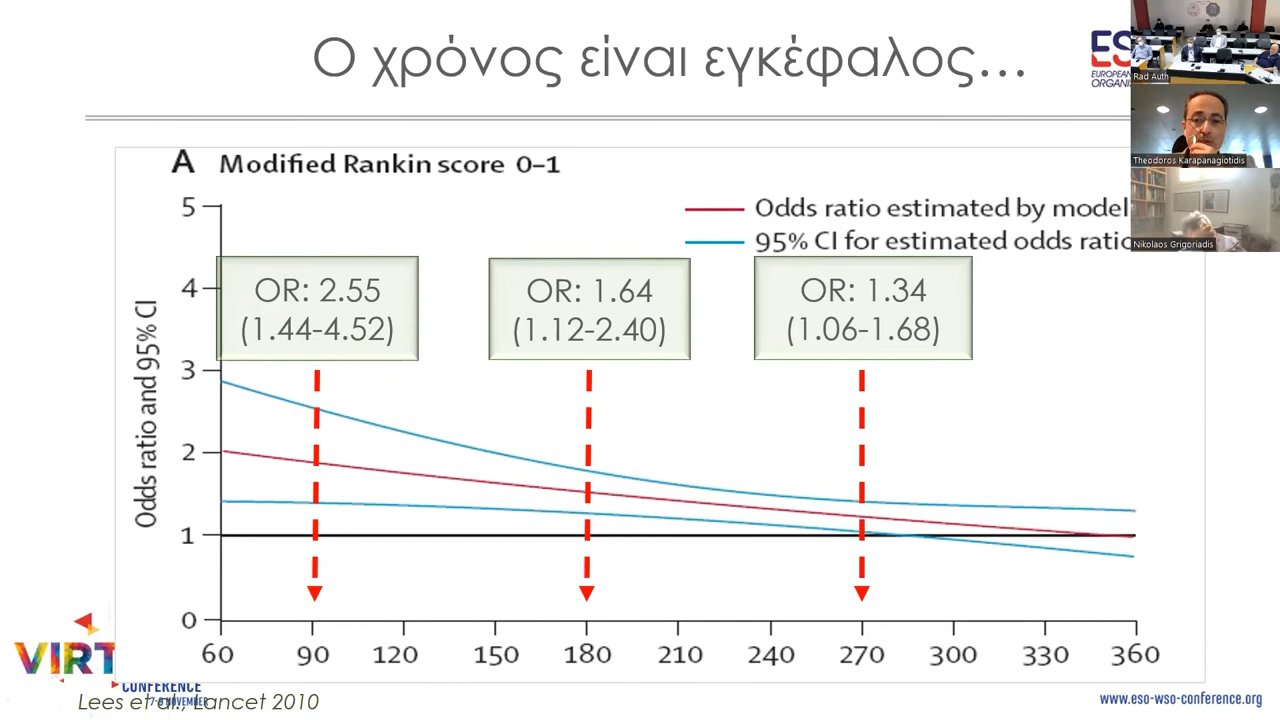 Ο χρόνος είναι εγκέφαλος...
ES
EUROPEAN
ORGANIS
Rad Auth
Theodoros Karapanagiotidis
Nikolaos Grigoriadis
A Modified Rankin score 0–1
Odds ratio estimated by model
95% CI for estimated odds ratio
Odds ratio and 95% CI
5
4
3
2
1
0
OR: 2.55
(1.44-4.52)
OR: 1.64
(1.12-2.40)
OR: 1.34
(1.06-1.68)
60 90 120 150 180 210 240 270 300 330 360
VIRT
CONFERENCE
Lees et al., Lancet 2010
www.eso-wso-conference.org